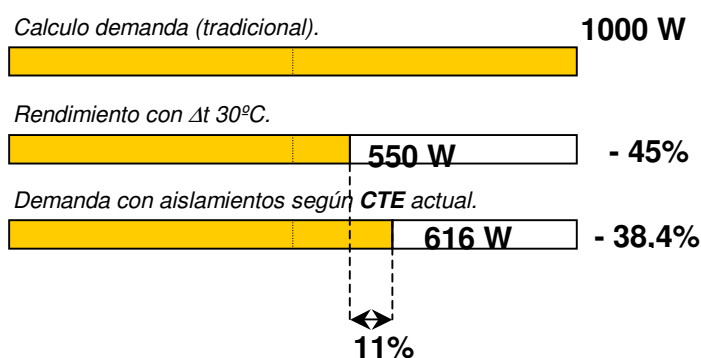 Calculo demanda (tradicional). 1000 W
Rendimiento con Δt 30ºC.
550 W - 45%
Demanda con aislamientos según CTE actual.
616 W - 38,4%
11%